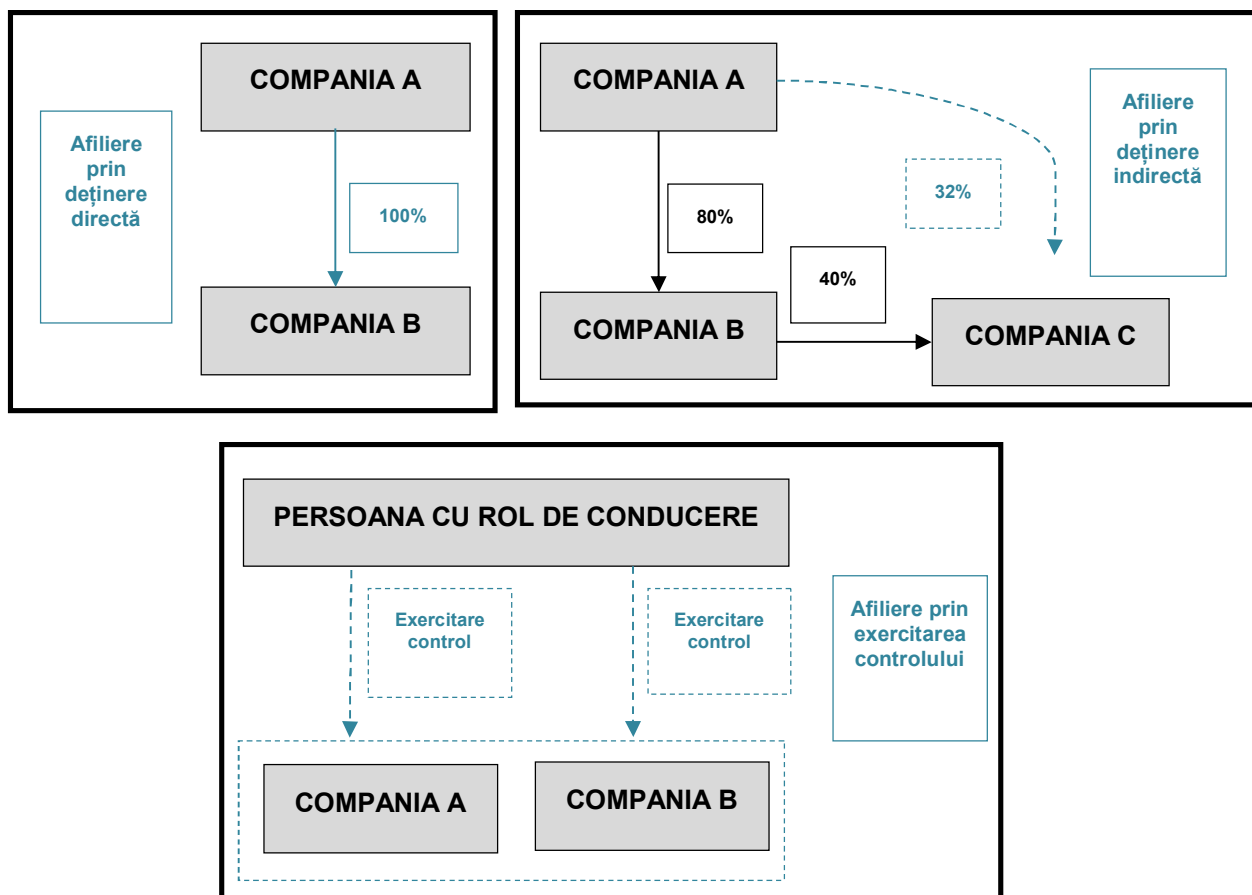 COMPANIA A
Afiliere
prin
deținere
directă
100%
COMPANIA B
COMPANIA A
Afiliere
prin
deținere
indirectă
32%
80%
40%
COMPANIA B
COMPANIA C
PERSOANA CU ROL DE CONDUCERE
Exercitare
control
Exercitare
control
Afiliere prin
exercitarea
controlului
COMPANIA A
COMPANIA B